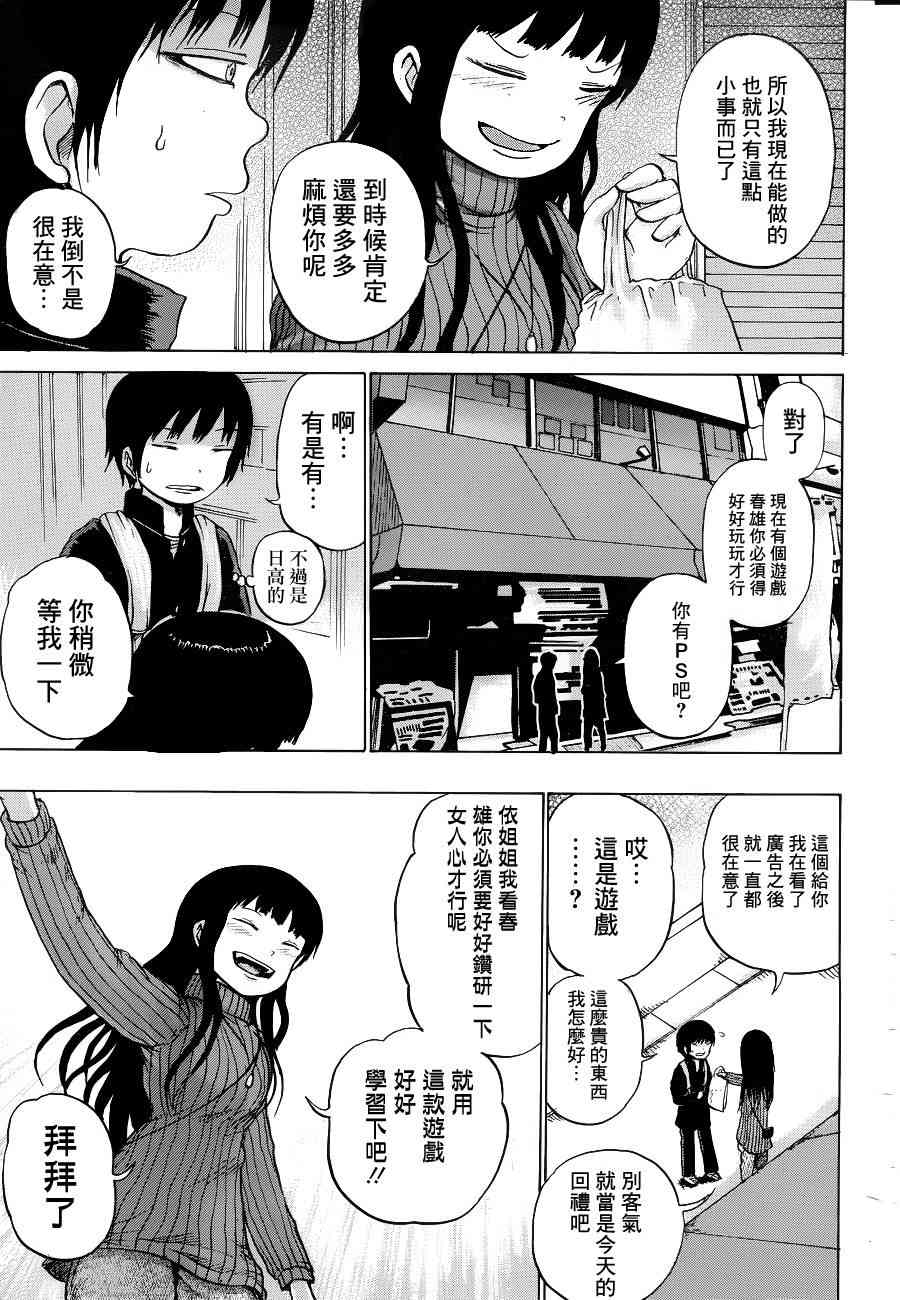 所以我現在能做的
也就只有這點
小事而已了
到時候肯定
還要多多
麻煩你呢
我倒不是
很在意…
對了
現在有個遊戲
春雄你必須得
好好玩玩才行
你有PS吧?
啊…
有是有…
不過是
日高的
你稍微
等我一下
這個給你
我在看了
廣告之後
就一直都
很在意了
哎…
這是遊戲
……?
這麼貴的東西
我怎麼好…
別客氣
就當是今天的
回禮吧
依姐姐我看春
雄你必須要好好鑽研一下
女人心才行呢
就用
這款遊戲
好好
學習下吧!!
拜拜了